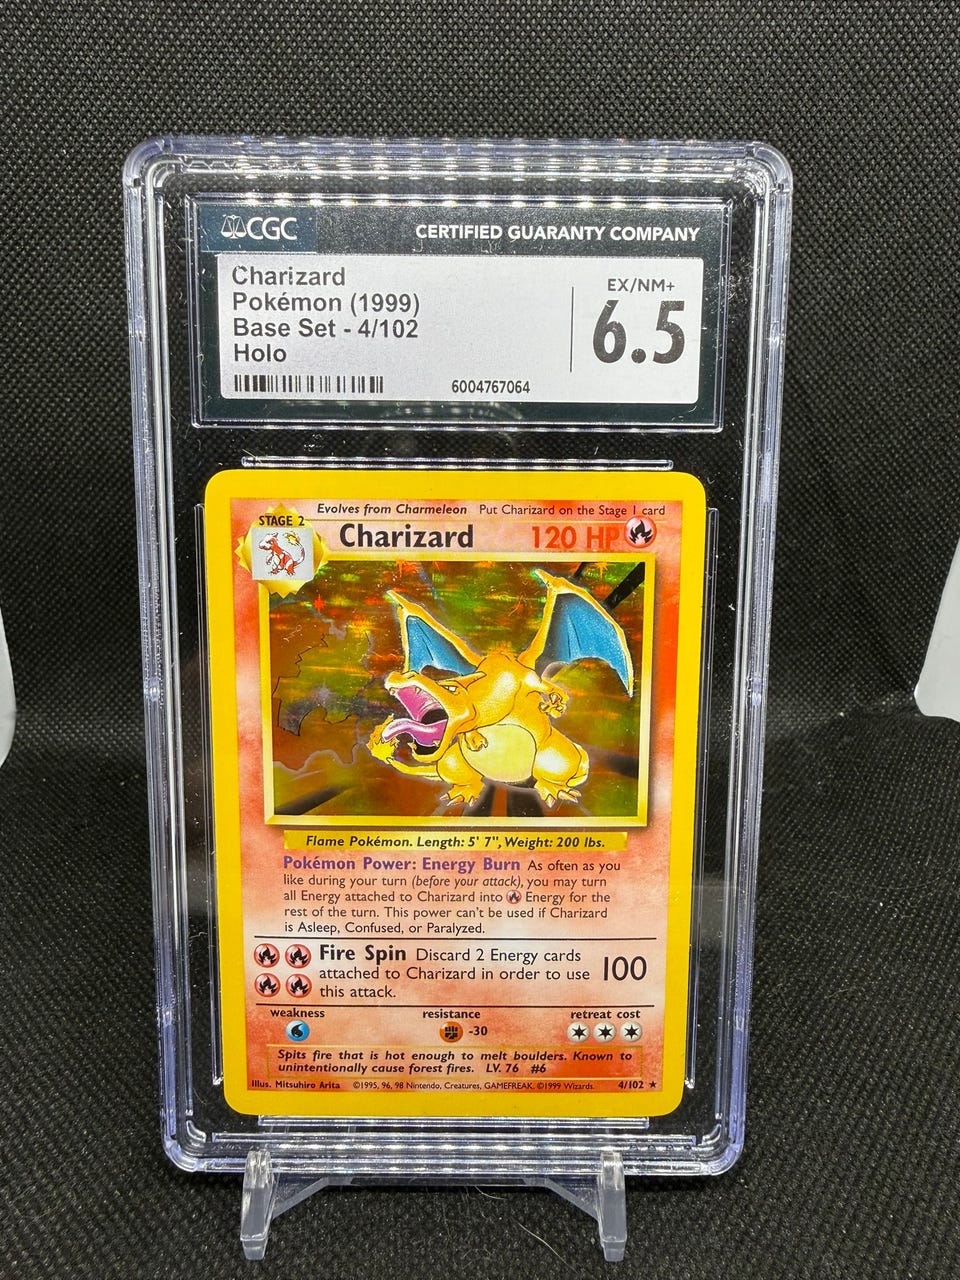 CGC
CERTIFIED GUARANTY COMPANY
Charizard
Pokémon (1999)
Base Set - 4/102
Holo
EX/NM+
6.5
6004767064
Evolves from Charmeleon Put Charizard on the Stage 1 card
STAGE 2
Charizard 120 HP
Flame Pokémon. Length: 5' 7", Weight: 200 lbs.
Pokémon Power: Energy Burn As often as you
like during your turn (before your attack), you may turn
all Energy attached to Charizard into Energy for the
rest of the turn. This power can't be used if Charizard
is Asleep, Confused, or Paralyzed.
Fire Spin Discard 2 Energy cards
attached to Charizard in order to use
this attack.
100
weakness resistance retreat cost
-30
Spits fire that is hot enough to melt boulders. Known to
unintentionally cause forest fires. LV. 76 #6
Illus. Mitsuhiro Arita ©1995, 96, 98 Nintendo, Creatures, GAMEFREAK. ©1999 Wizards. 4/102 ★